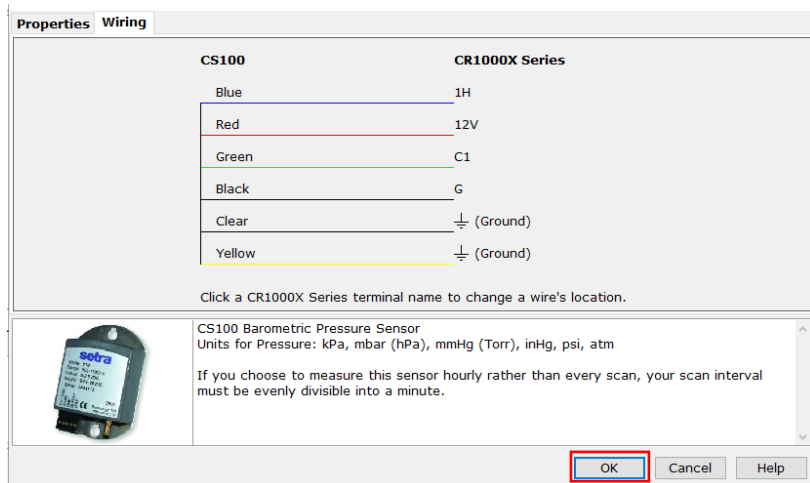 Properties Wiring
CS100 CR1000X Series
Blue 1H
Red 12V
Green C1
Black G
Clear (Ground)
Yellow (Ground)
Click a CR1000X Series terminal name to change a wire's location.
CS100 Barometric Pressure Sensor
Units for Pressure: kPa, mbar (hPa), mmHg (Torr), inHg, psi, atm
If you choose to measure this sensor hourly rather than every scan, your scan interval
must be evenly divisible into a minute.
setra
OK Cancel Help